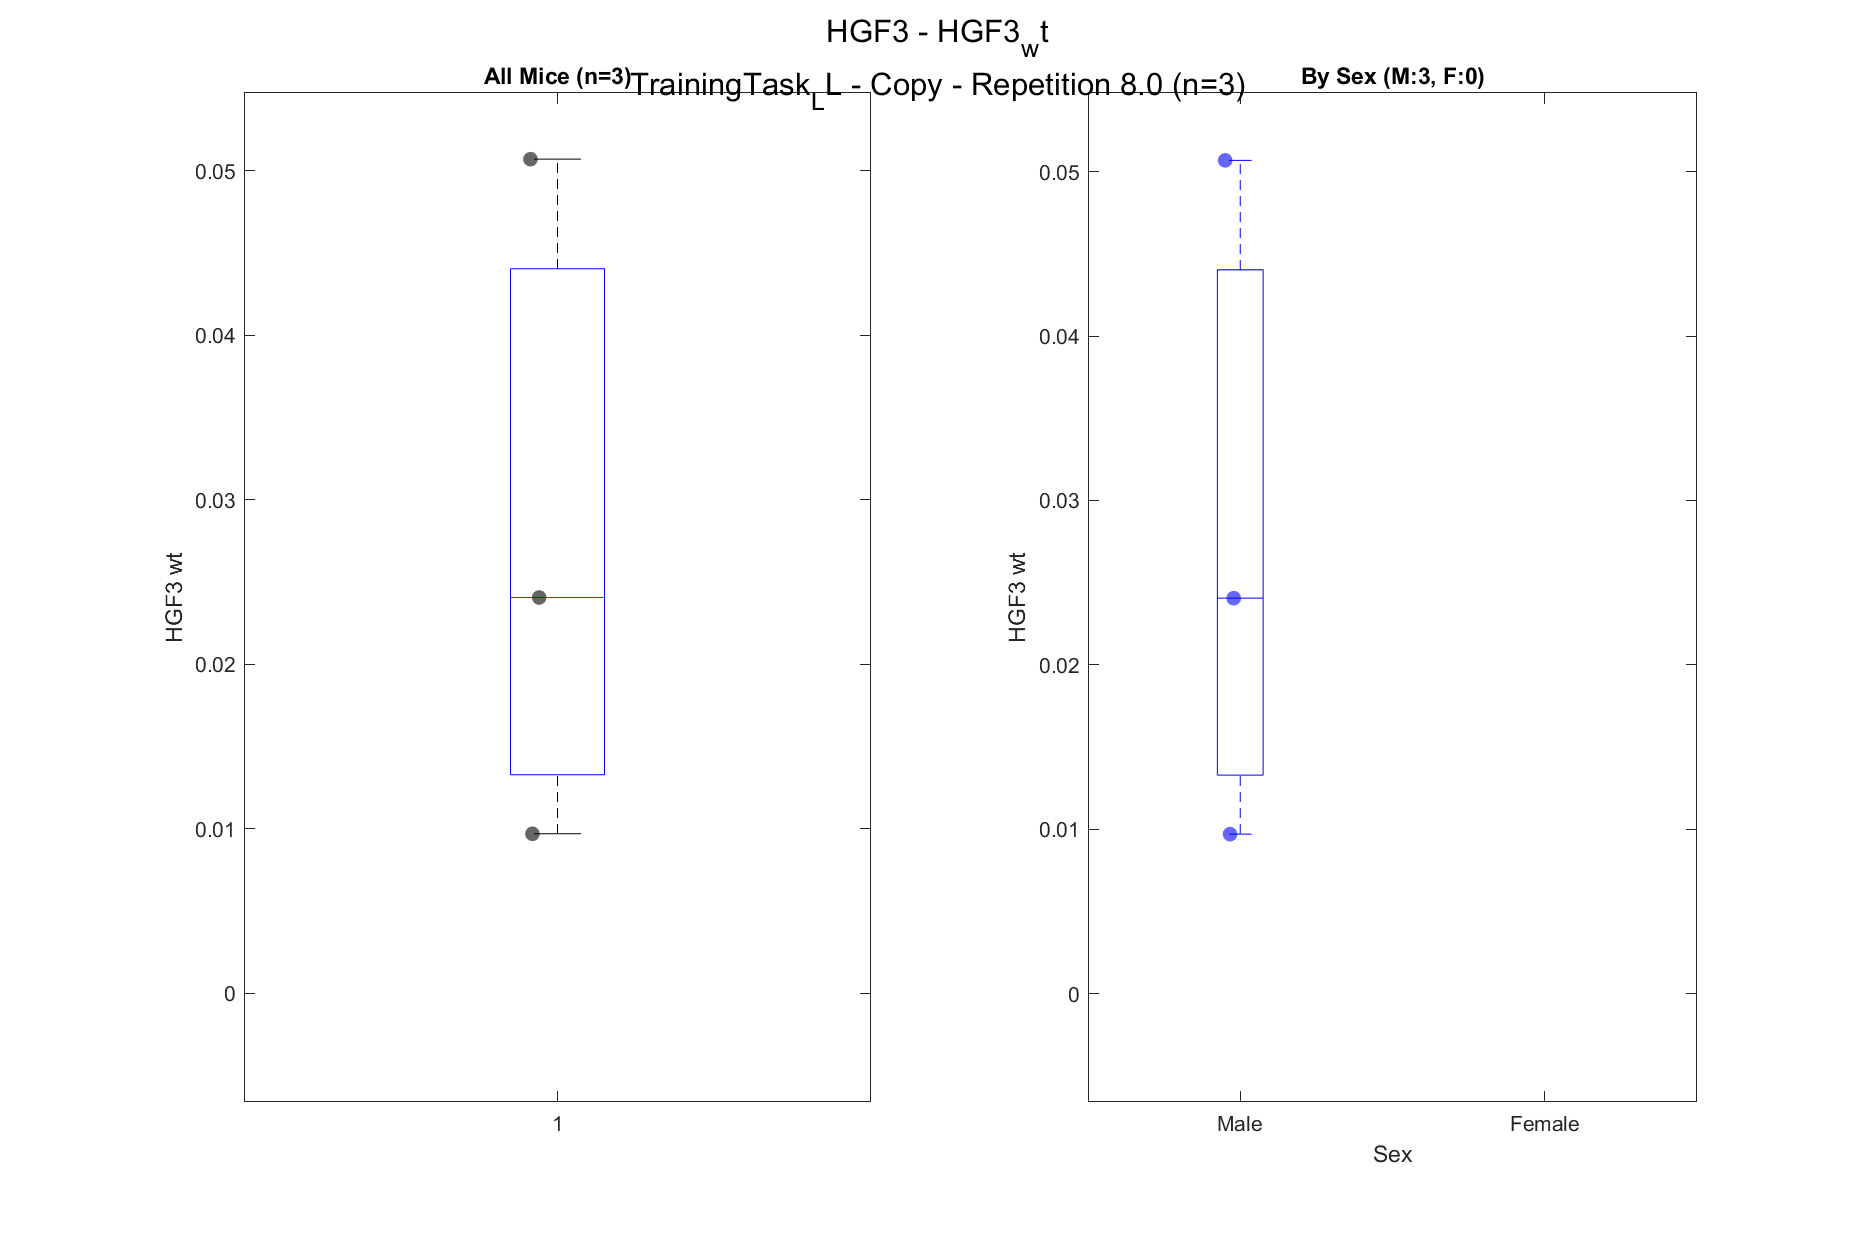 HGF3 - HGF3_wt
TrainingTask_LL - Copy - Repetition 8.0 (n=3)
All Mice (n=3)
0.05
0.04
0.03
0.02
0.01
0
HGF3 wt
1
By Sex (M:3, F:0)
0.05
0.04
0.03
0.02
0.01
0
HGF3 wt
Male
Female
Sex